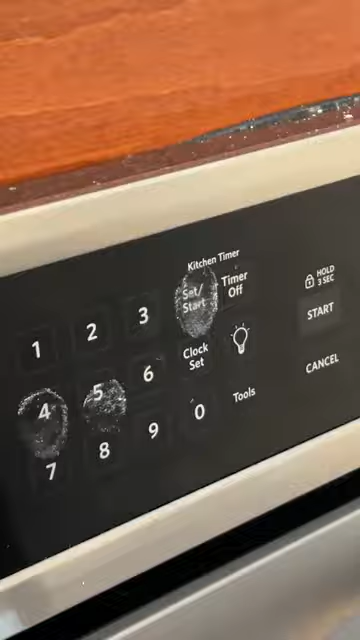 Kitchen Timer
Set/
Start
Timer
Off
HOLD
3 SEC
1 2 3
START
4 5 6
Clock
Set
CANCEL
7 8 9 0
Tools